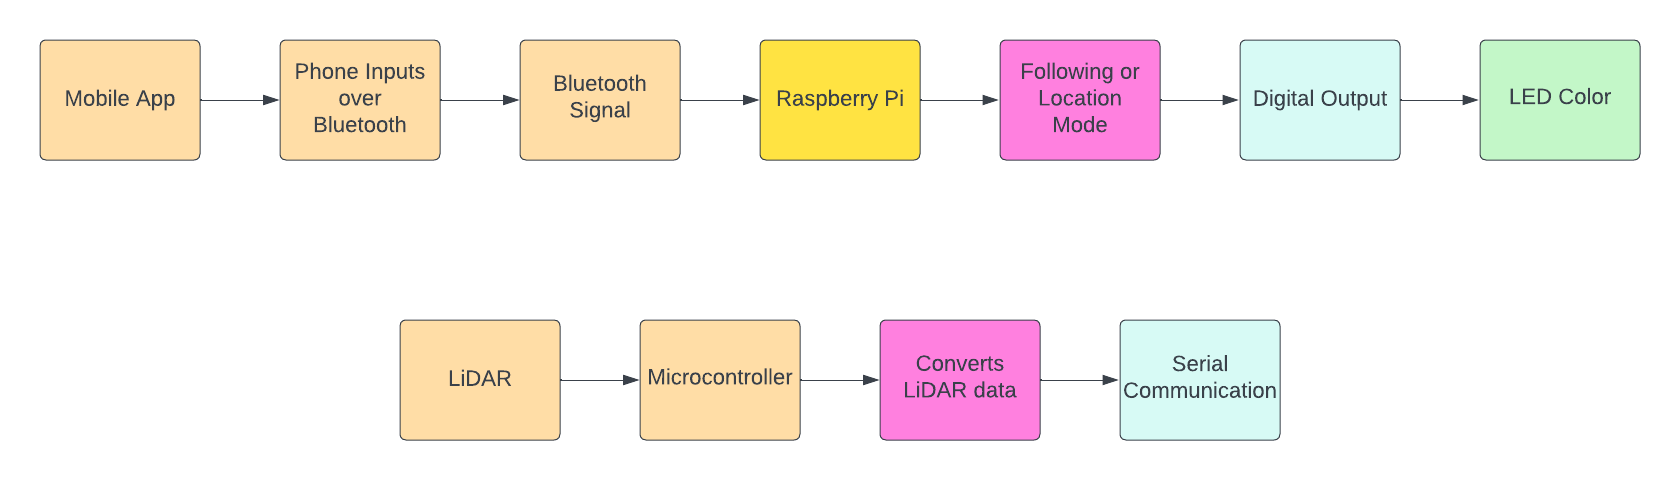 Mobile App
Phone Inputs
over
Bluetooth
Bluetooth
Signal
Raspberry Pi
Following or
Location
Mode
Digital Output
LED Color
LiDAR
Microcontroller
Converts
LiDAR data
Serial
Communication